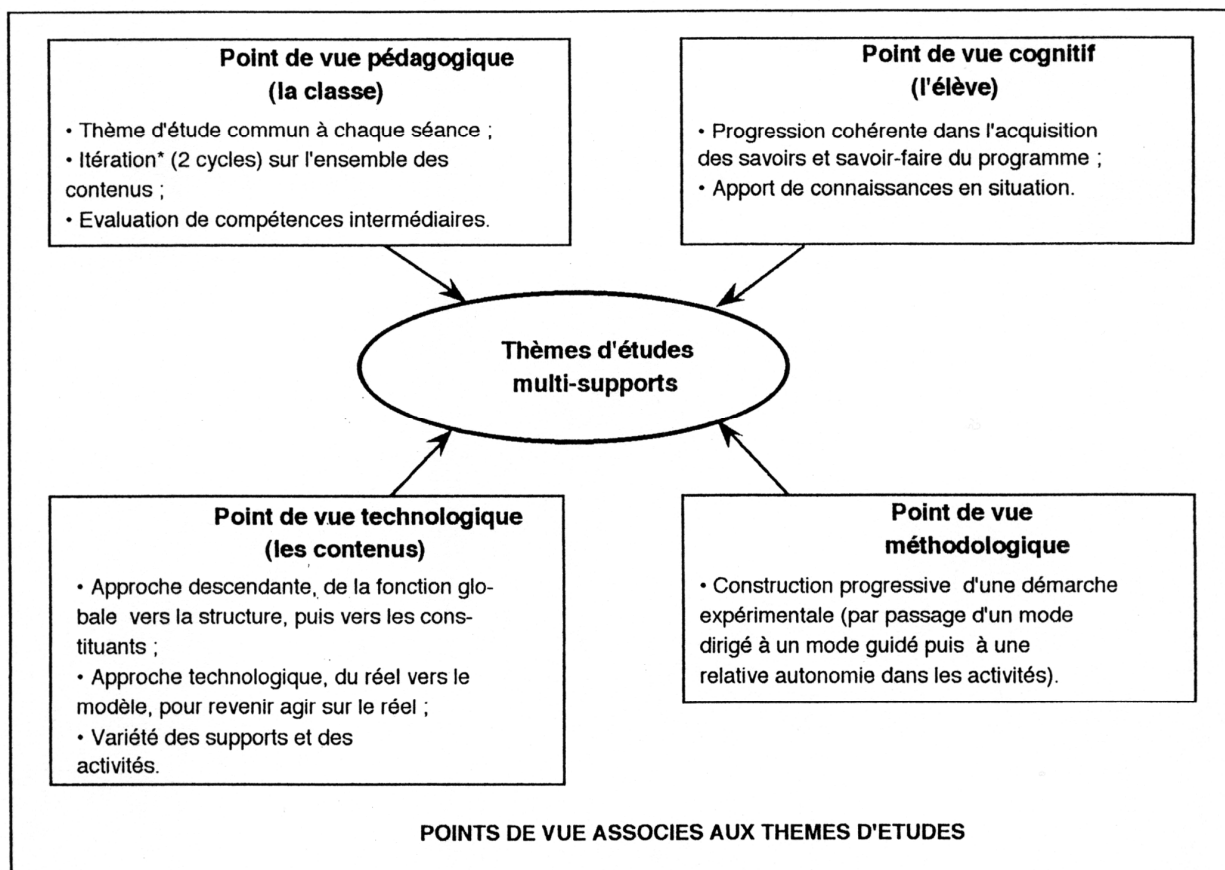 Point de vue pédagogique
(la classe)
• Thème d'étude commun à chaque séance ;
• Itération* (2 cycles) sur l'ensemble des
contenus ;
• Evaluation de compétences intermédiaires.
Point de vue cognitif
(l'élève)
• Progression cohérente dans l'acquisition
des savoirs et savoir-faire du programme ;
• Apport de connaissances en situation.
Thèmes d'études
multi-supports
Point de vue technologique
(les contenus)
• Approche descendante, de la fonction glo-
bale vers la structure, puis vers les cons-
tituants ;
• Approche technologique, du réel vers le
modèle, pour revenir agir sur le réel ;
• Variété des supports et des
activités.
Point de vue
méthodologique
• Construction progressive d'une démarche
expérimentale (par passage d'un mode
dirigé à un mode guidé puis à une
relative autonomie dans les activités).
POINTS DE VUE ASSOCIES AUX THEMES D'ETUDES